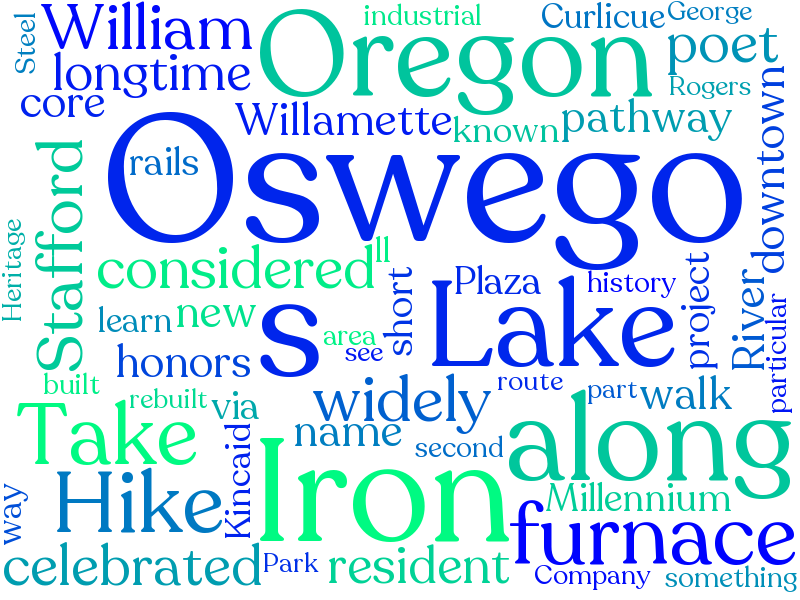 industrial
Curlicue
George
Steel
William
Oregon
poet
longtime
Rogers
core
Willamette
known
pathway
downtown
rails
Oswego
Stafford
Heritage
considered
ll
short
Plaza
history
project
River
particular
learn
new
s
area
see
Lake
honors
built
rebuilt
via
widely
route
part
walk
Take
name
second
along
Hike
Kincaid
Iron
Millennium
way
furnace
celebrated
Park
resident
Company
something